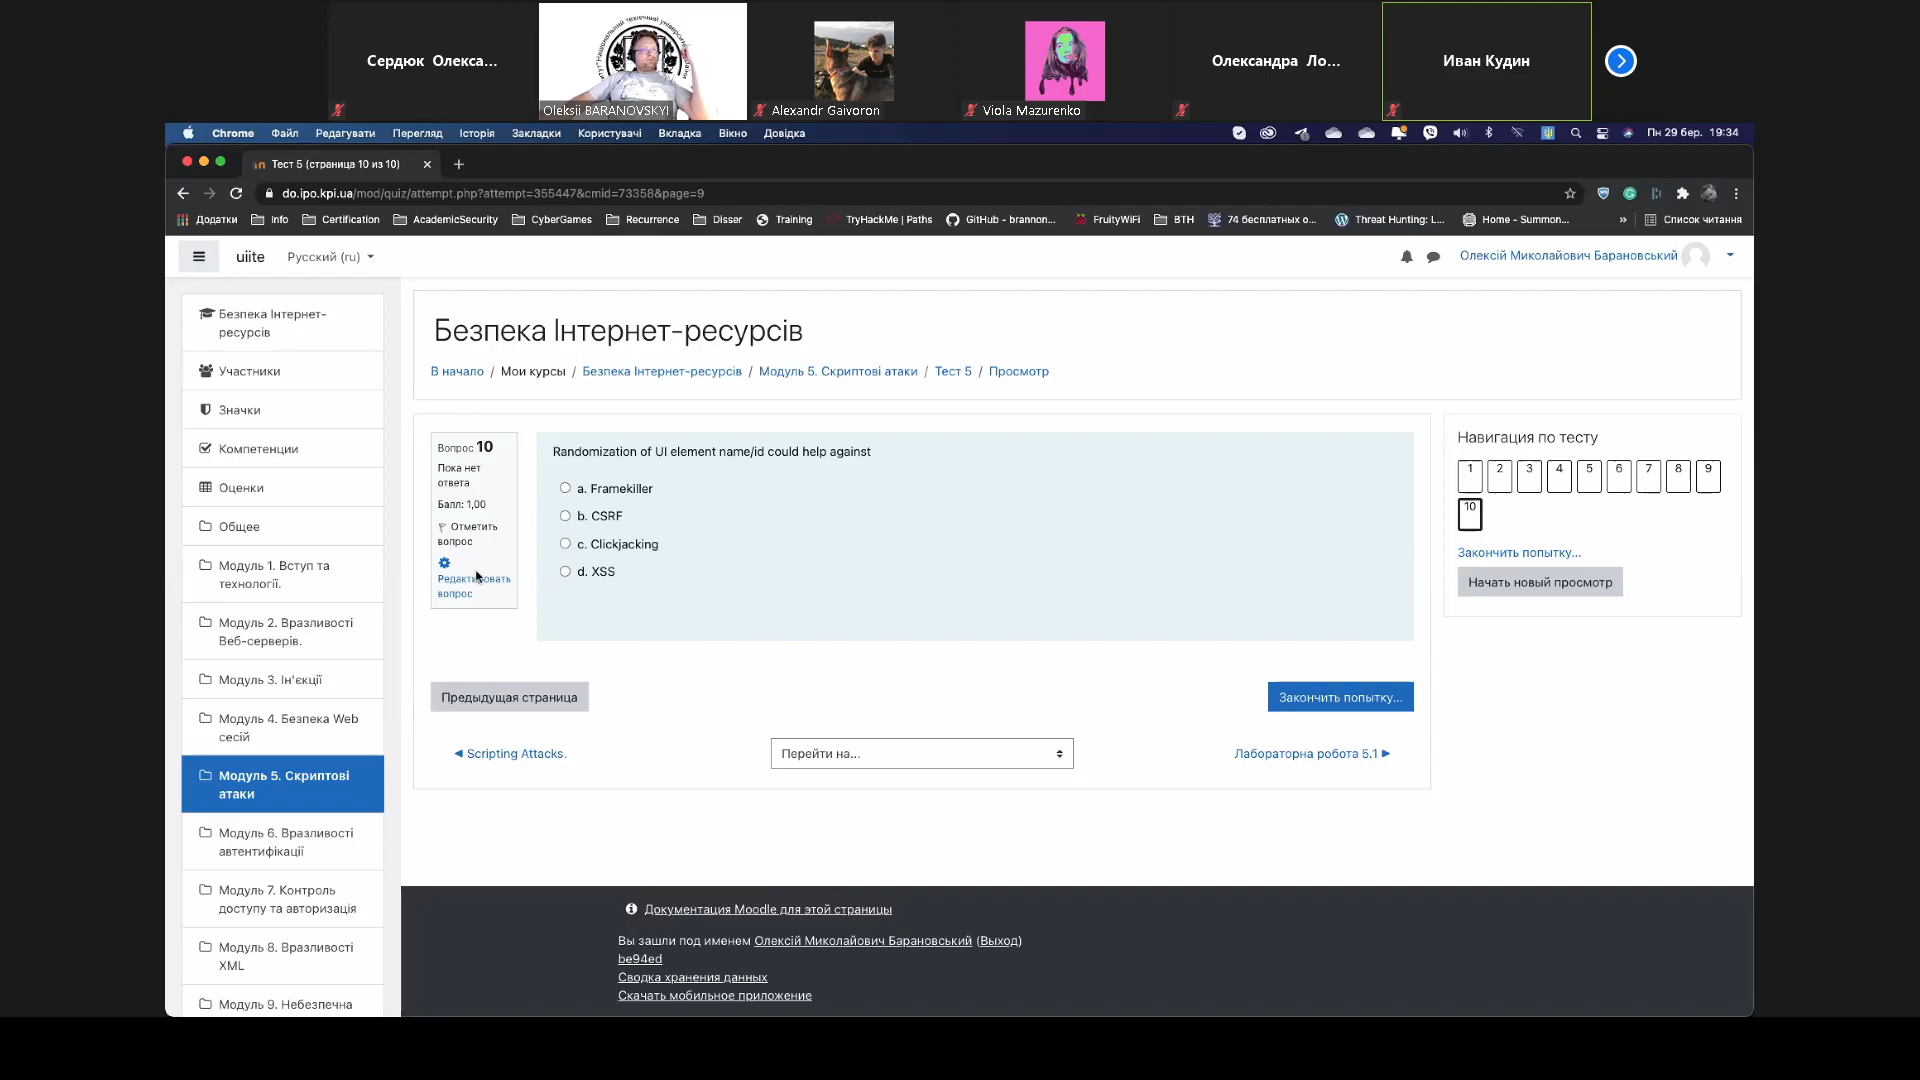 Сердюк Олекса...
Національний технічний університет
Oleksii BARANOVSKYI
Alexandr Gaivoron
Viola Mazurenko
Олександра Ло...
Иван Кудин
Chrome Файл Редагувати Перегляд Історія Закладки Користувачі Вкладка Вікно Довідка
Пн 29 бер. 19:34
Тест 5 (страница 10 из 10)
do.ipo.kpi.ua/mod/quiz/attempt.php?attempt=355447&cmid=73358&page=9
Додатки Info Certification AcademicSecurity CyberGames Recurrence Disser Training TryHackMe | Paths GitHub - brannon... FruityWiFi BTH 74 бесплатных о... Threat Hunting: L... Home - Summon... » Список читання
uiite Русский (ru)
Олексій Миколайович Барановський
Безпека Інтернет-
ресурсів
Участники
Значки
Компетенции
Оценки
Общее
Модуль 1. Вступ та
технології.
Модуль 2. Вразливості
Веб-серверів.
Модуль 3. Ін'єкції
Модуль 4. Безпека Web
сесій
Модуль 5. Скриптові
атаки
Модуль 6. Вразливості
автентифікації
Модуль 7. Контроль
доступу та авторизація
Модуль 8. Вразливості
XML
Модуль 9. Небезпечна
Безпека Інтернет-ресурсів
В начало / Мои курсы / Безпека Інтернет-ресурсів / Модуль 5. Скриптові атаки / Тест 5 / Просмотр
Вопрос 10
Пока нет
ответа
Балл: 1,00
Отметить
вопрос
Редактировать
вопрос
Randomization of UI element name/id could help against
a. Framekiller
b. CSRF
c. Clickjacking
d. XSS
Предыдущая страница
Закончить попытку...
◄ Scripting Attacks.
Перейти на...
Лабораторна робота 5.1 ►
Навигация по тесту
1 2 3 4 5 6 7 8 9
10
Закончить попытку...
Начать новый просмотр
Документация Moodle для этой страницы
Вы зашли под именем Олексій Миколайович Барановський (Выход)
be94ed
Сводка хранения данных
Скачать мобильное приложение